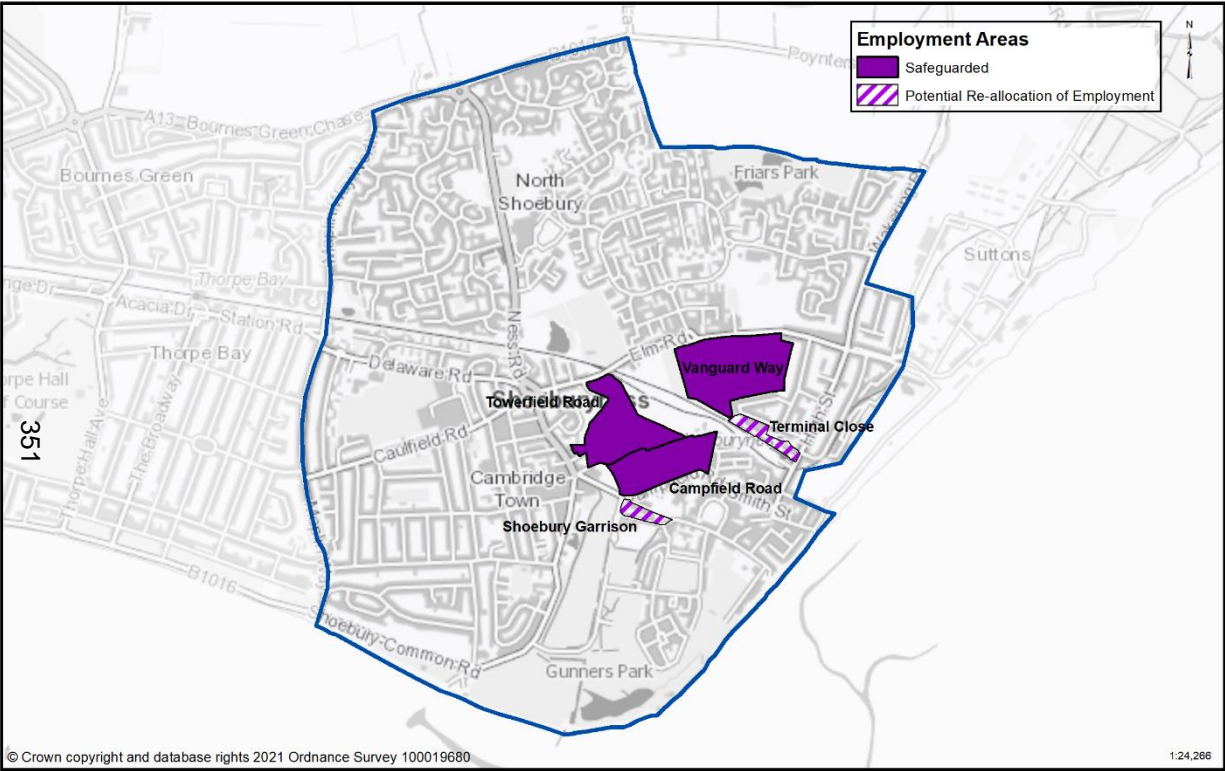 Employment Areas
Safeguarded
Potential Re-allocation of Employment
N
B1017
Poynters
A13
Bournes Green Chase
Bournes Green
North
Shoebury
Friars Park
Wakering Rd
Suttons
Thorpe Bay
Acacia Dr
Station Rd
Ness Rd
Elm Rd
Thorpe Bay
Delaware Rd
Vanguard Way
Towerfield Road
Terminal Close
High St
Thorpe Hall Ave
The Broadway
Caulfield Rd
Cambridge
Town
Campfield Road
Smith St
Shoebury Garrison
351
B1016
Shoebury Common Rd
Gunners Park
© Crown copyright and database rights 2021 Ordnance Survey 100019680
1:24,266